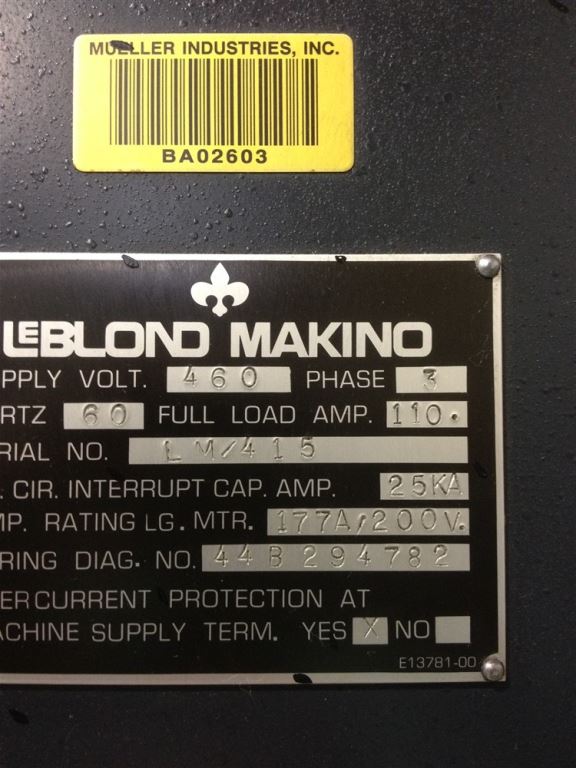 MUELLER INDUSTRIES, INC.
BA02603
LEBLOND MAKINO
PPLY VOLT. 460 PHASE 3
RTZ 60 FULL LOAD AMP. 110.
RIAL NO. LM/415
. CIR. INTERRUPT CAP. AMP. 25KA
MP. RATING LG. MTR. 177A/200V.
RING DIAG. NO. 44B294782
ERCURRENT PROTECTION AT
ACHINE SUPPLY TERM. YES X NO
E13781-00